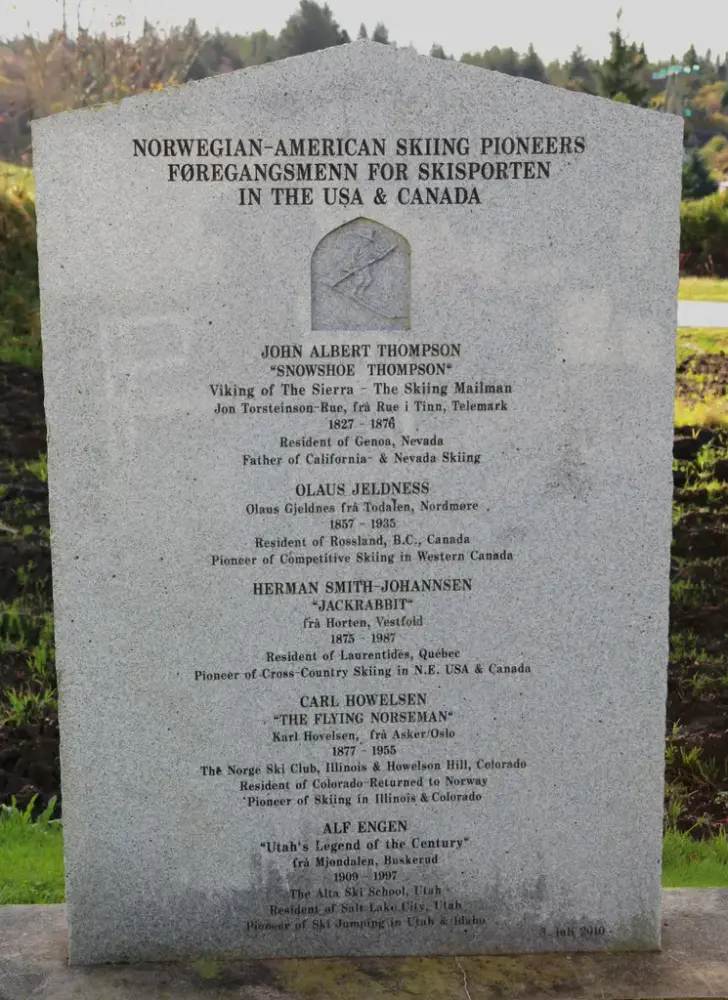 NORWEGIAN-AMERICAN SKIING PIONEERS
FØREGANGSMENN FOR SKISPORTEN
IN THE USA & CANADA
JOHN ALBERT THOMPSON
"SNOWSHOE THOMPSON"
Viking of The Sierra - The Skiing Mailman
Jon Torsteinson-Rue, frå Rue i Tinn, Telemark
1827 - 1876
Resident of Genoa, Nevada
Father of California- & Nevada Skiing
OLAUS JELDNESS
Olaus Gjeldnes frå Todalen, Nordmøre
1857 - 1935
Resident of Rossland, B.C., Canada
Pioneer of Competitive Skiing in Western Canada
HERMAN SMITH-JOHANNSEN
"JACKRABBIT"
frå Horten, Vestfold
1875 - 1987
Resident of Laurentides, Québec
Pioneer of Cross-Country Skiing in N.E. USA & Canada
CARL HOWELSEN
"THE FLYING NORSEMAN"
Karl Hovelsen, frå Asker/Oslo
1877 - 1955
The Norge Ski Club, Illinois & Howelson Hill, Colorado
Resident of Colorado-Returned to Norway
Pioneer of Skiing in Illinois & Colorado
ALF ENGEN
"Utah's Legend of the Century"
frå Mjøndalen, Buskerud
1909 - 1997
The Alta Ski School, Utah
Resident of Salt Lake City, Utah
Pioneer of Ski Jumping in Utah & Idaho
juli 2010